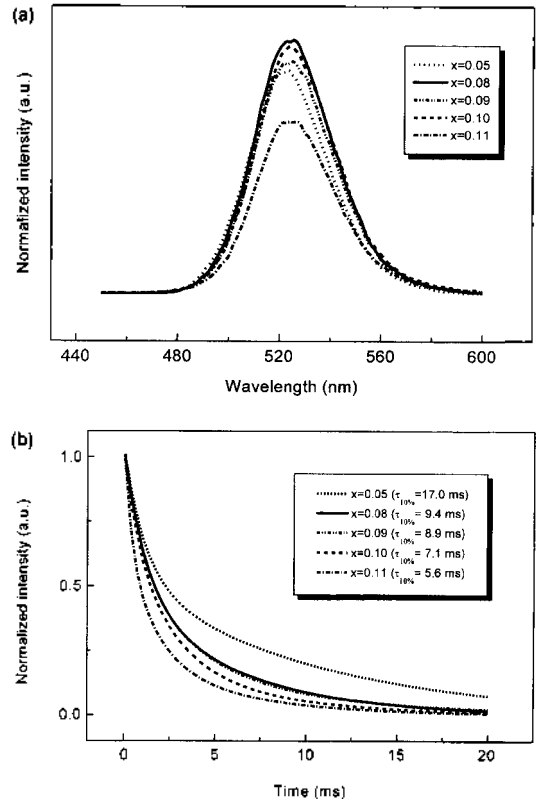 (a)
Normalized intensity (a.u.)
x=0.05
x=0.08
x=0.09
x=0.10
x=0.11
440 480 520 560 600
Wavelength (nm)
(b)
Normalized intensity (a.u.)
1.0
0.5
0.0
x=0.05 (τ10%=17.0 ms)
x=0.08 (τ10%= 9.4 ms)
x=0.09 (τ10%= 8.9 ms)
x=0.10 (τ10%= 7.1 ms)
x=0.11 (τ10%= 5.6 ms)
0 5 10 15 20
Time (ms)